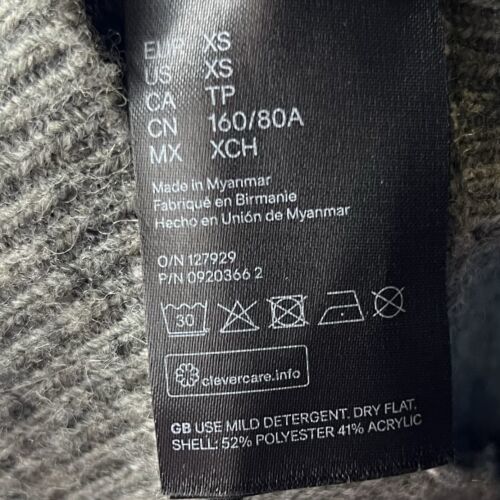 EUR XS
US XS
CA TP
CN 160/80A
MX XCH
Made in Myanmar
Fabriqué en Birmanie
Hecho en Unión de Myanmar
O/N 127929
P/N 0920366 2
30
clevercare.info
GB USE MILD DETERGENT. DRY FLAT.
SHELL: 52% POLYESTER 41% ACRYLIC